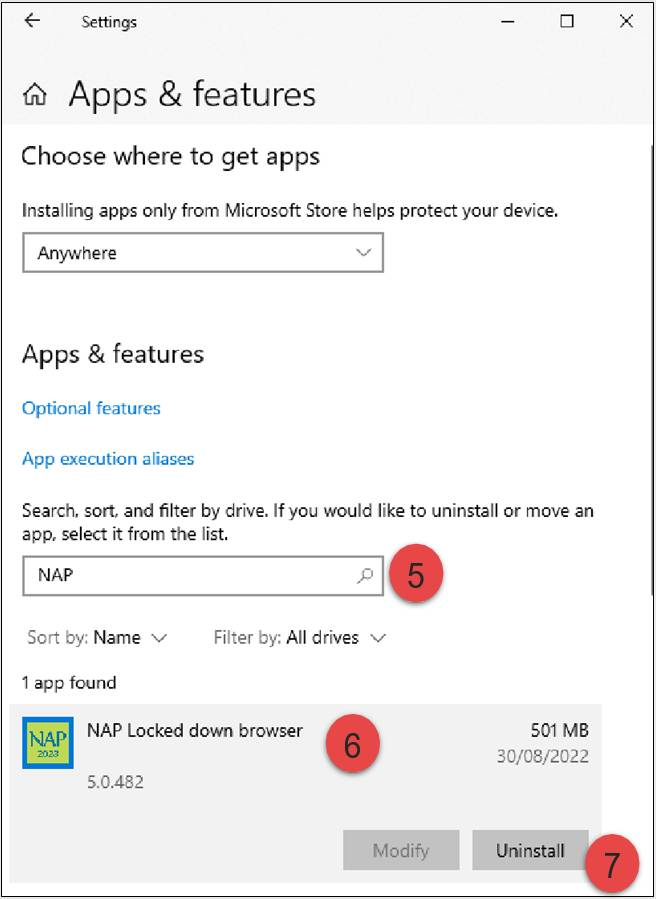 Settings
Apps & features
Choose where to get apps
Installing apps only from Microsoft Store helps protect your device.
Anywhere
Apps & features
Optional features
App execution aliases
Search, sort, and filter by drive. If you would like to uninstall or move an
app, select it from the list.
NAP
5
Sort by: Name Filter by: All drives
1 app found
NAP Locked down browser
6
501 MB
NAP
2023
30/08/2022
5.0.482
Modify
Uninstall
7